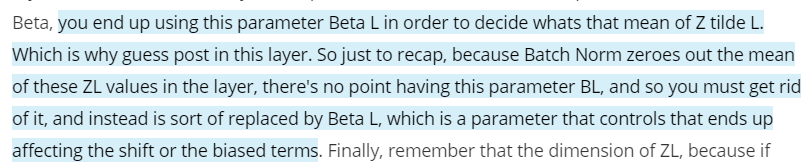 Beta, you end up using this parameter Beta L in order to decide whats that mean of Z tilde L.
Which is why guess post in this layer. So just to recap, because Batch Norm zeroes out the mean
of these ZL values in the layer, there's no point having this parameter BL, and so you must get rid
of it, and instead is sort of replaced by Beta L, which is a parameter that controls that ends up
affecting the shift or the biased terms. Finally, remember that the dimension of ZL, because if